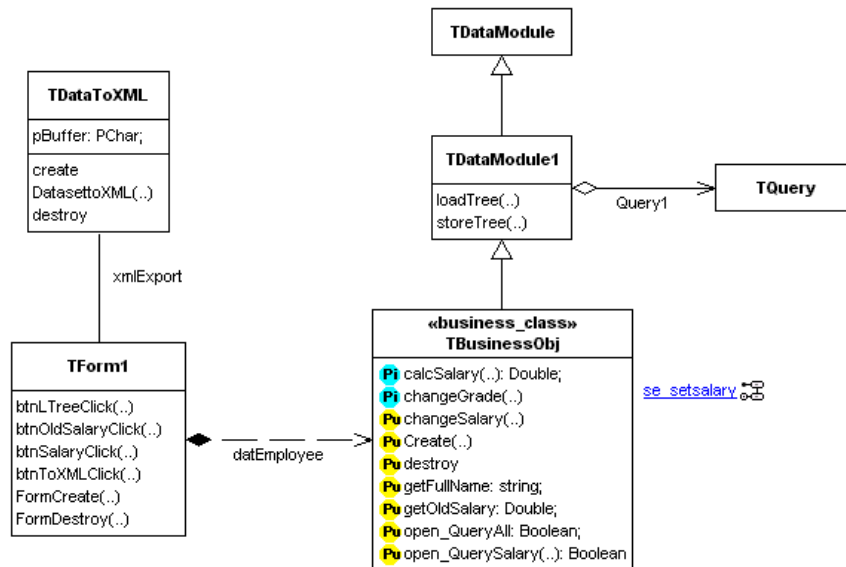 TDataModule
TDataToXML
pBuffer: PChar;
create
DatasettoXML(..)
destroy
TDataModule1
loadTree(..)
storeTree(..)
Query1
TQuery
xmlExport
TForm1
btnLTreeClick(..)
btnOldSalaryClick(..)
btnSalaryClick(..)
btnToXMLClick(..)
FormCreate(..)
FormDestroy(..)
datEmployee
«business_class»
TBusinessObj
Pi calcSalary(..): Double;
Pi changeGrade(..)
Pu changeSalary(..)
Pu Create(..)
Pu destroy
Pu getFullName: string;
Pu getOldSalary: Double;
Pu open_QueryAll: Boolean;
Pu open_QuerySalary(..): Boolean
se_setsalary